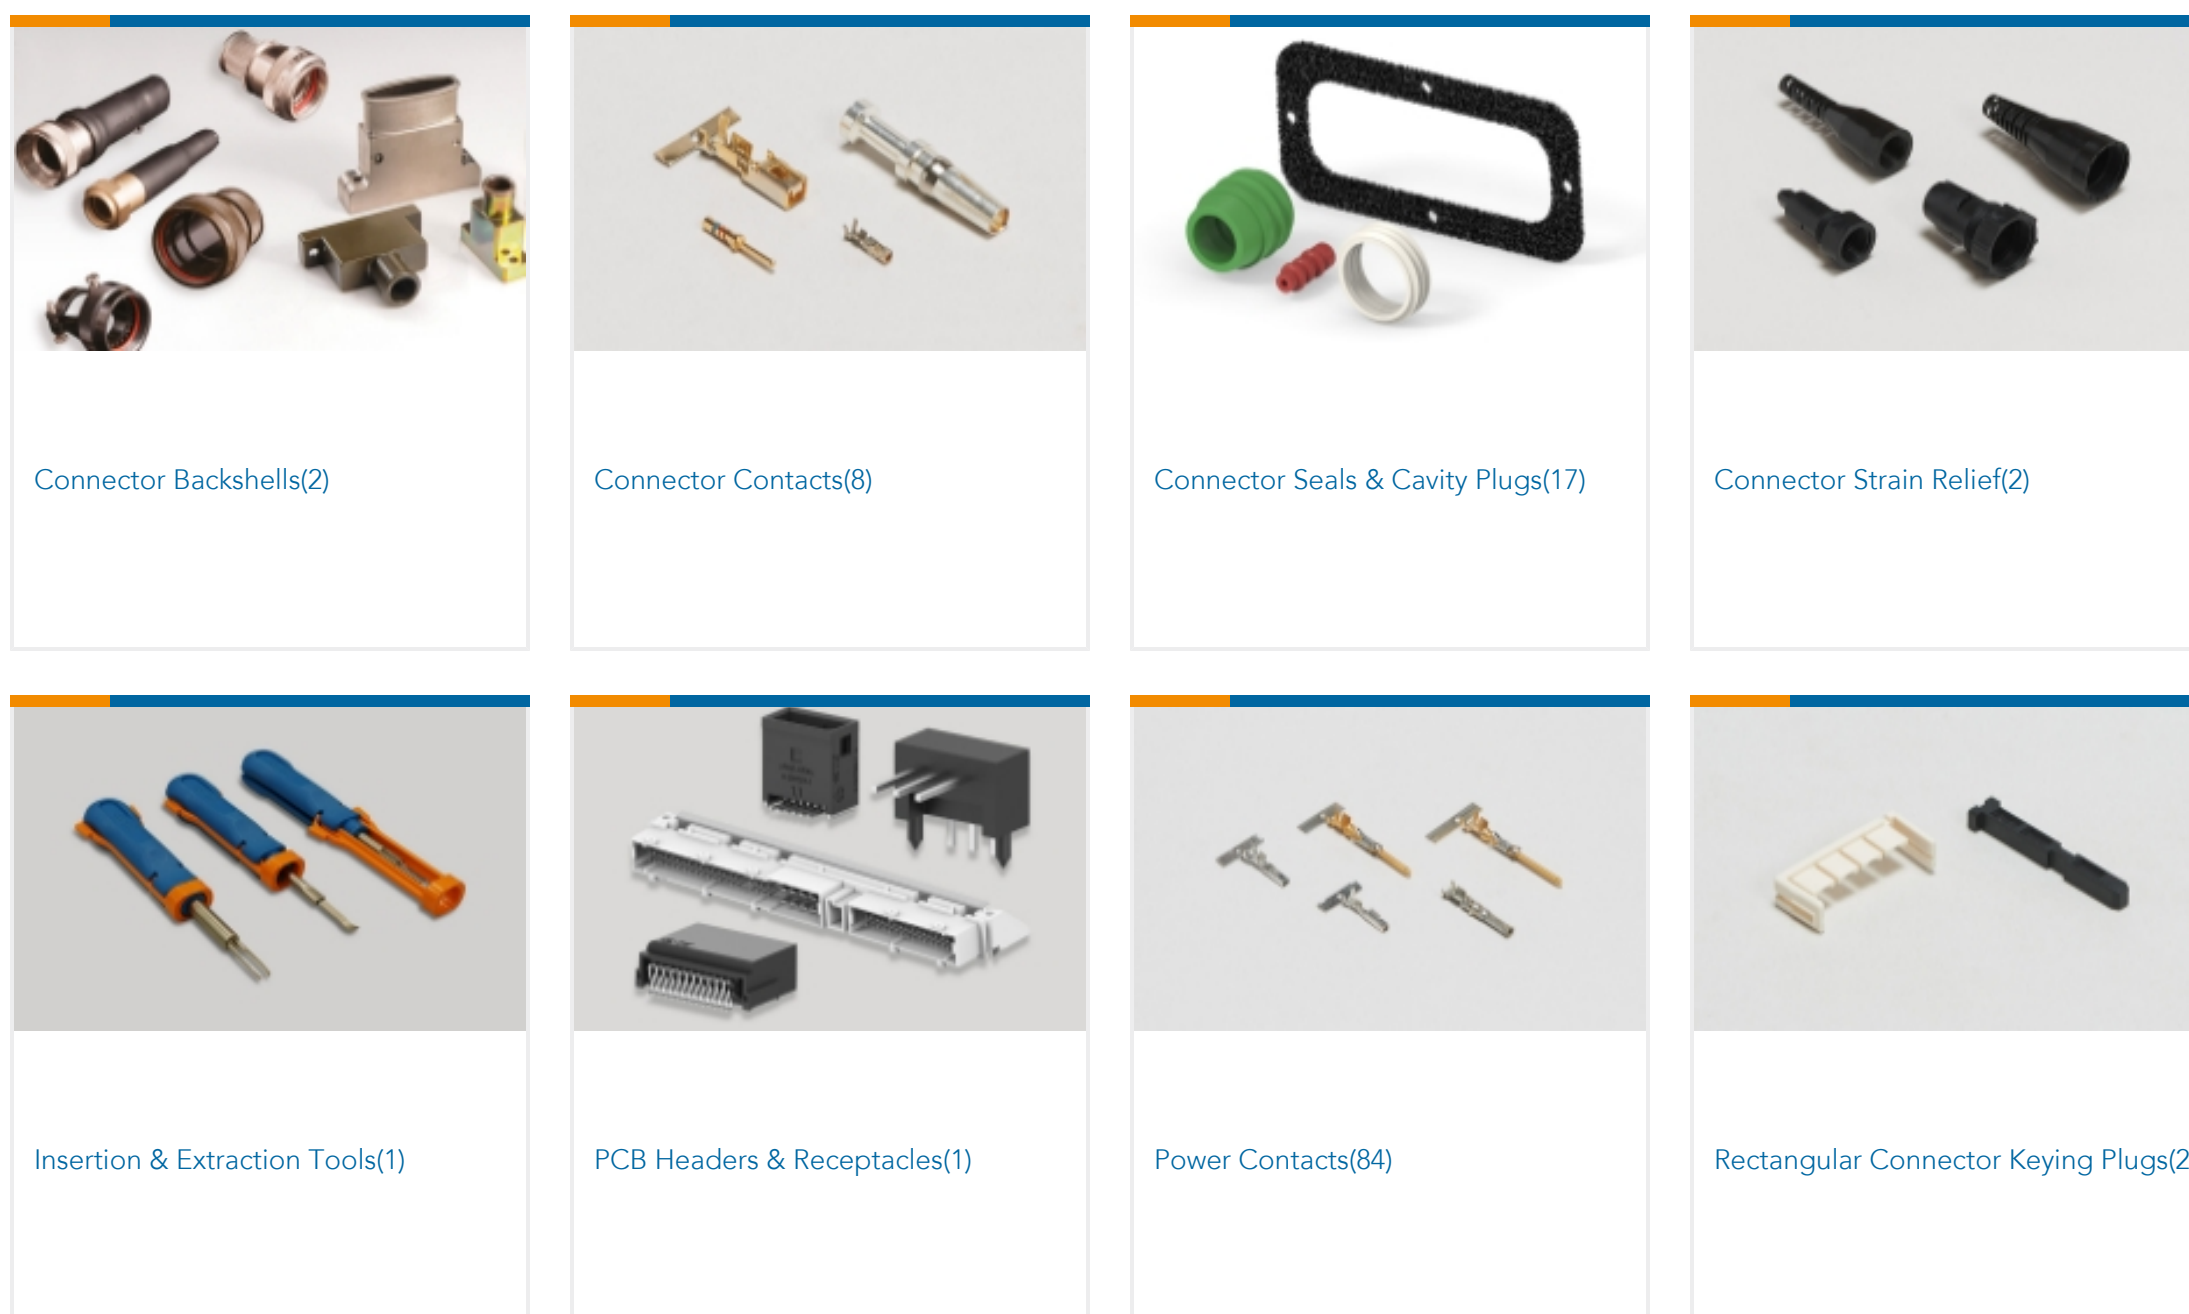 Connector Backshells(2)
Connector Contacts(8)
Connector Seals & Cavity Plugs(17)
Connector Strain Relief(2)
Insertion & Extraction Tools(1)
PCB Headers & Receptacles(1)
Power Contacts(84)
Rectangular Connector Keying Plugs(2